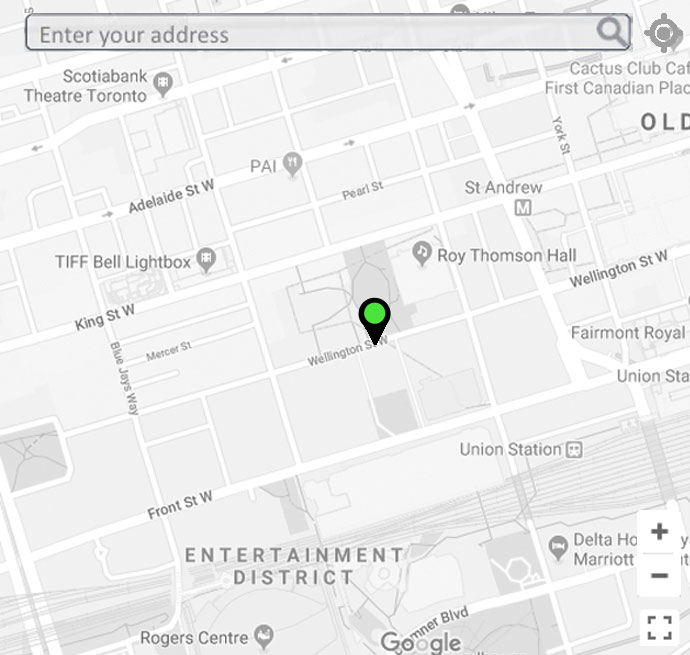 Enter your address
Scotiabank
Theatre Toronto
Cactus Club Caf
First Canadian Plac
OLD
York St
PAI
Pearl St
Adelaide St W
St Andrew
M
TIFF Bell Lightbox
Roy Thomson Hall
Wellington St W
King St W
Mercer St
Blue Jays Way
Wellington St W
Fairmont Royal
Union Sta
Union Station
Front St W
ENTERTAINMENT
DISTRICT
Delta Ho
Marriott
+
−
Rogers Centre
mner Blvd
Google